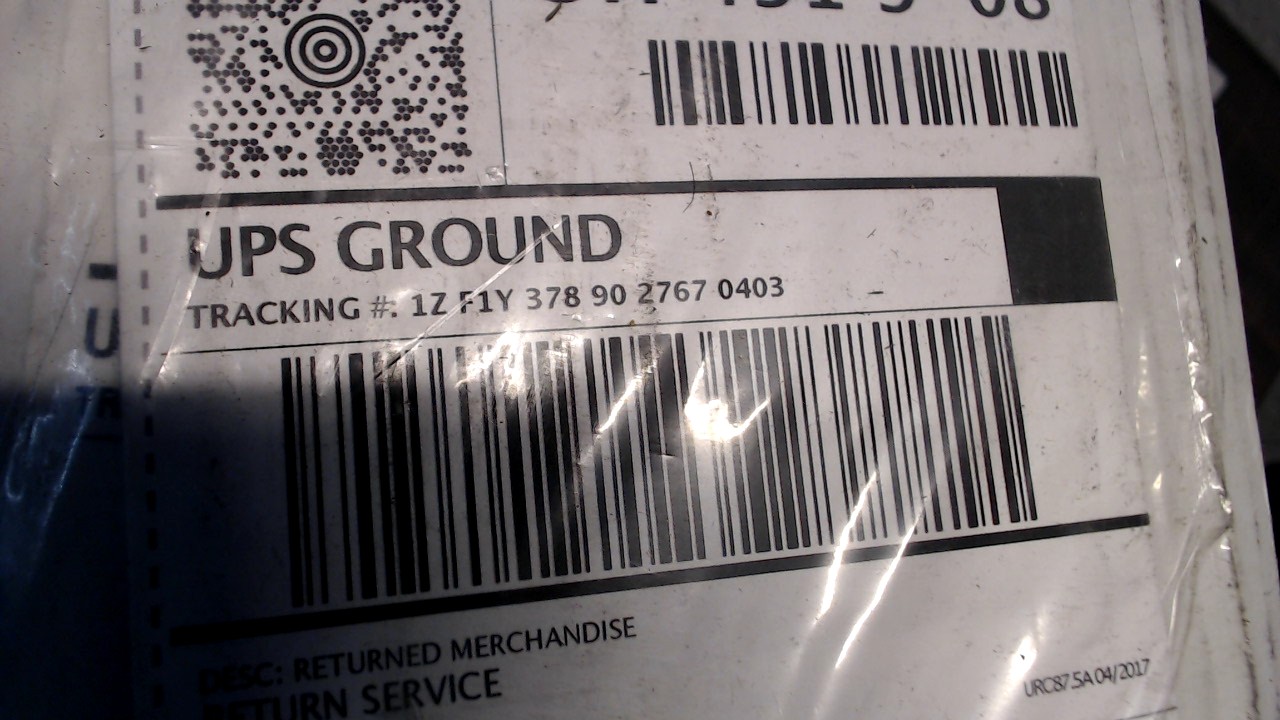 UPS GROUND
TRACKING #: 1Z F1Y 378 90 2767 0403
DESC: RETURNED MERCHANDISE
RETURN SERVICE
URC87.5A 04/2017